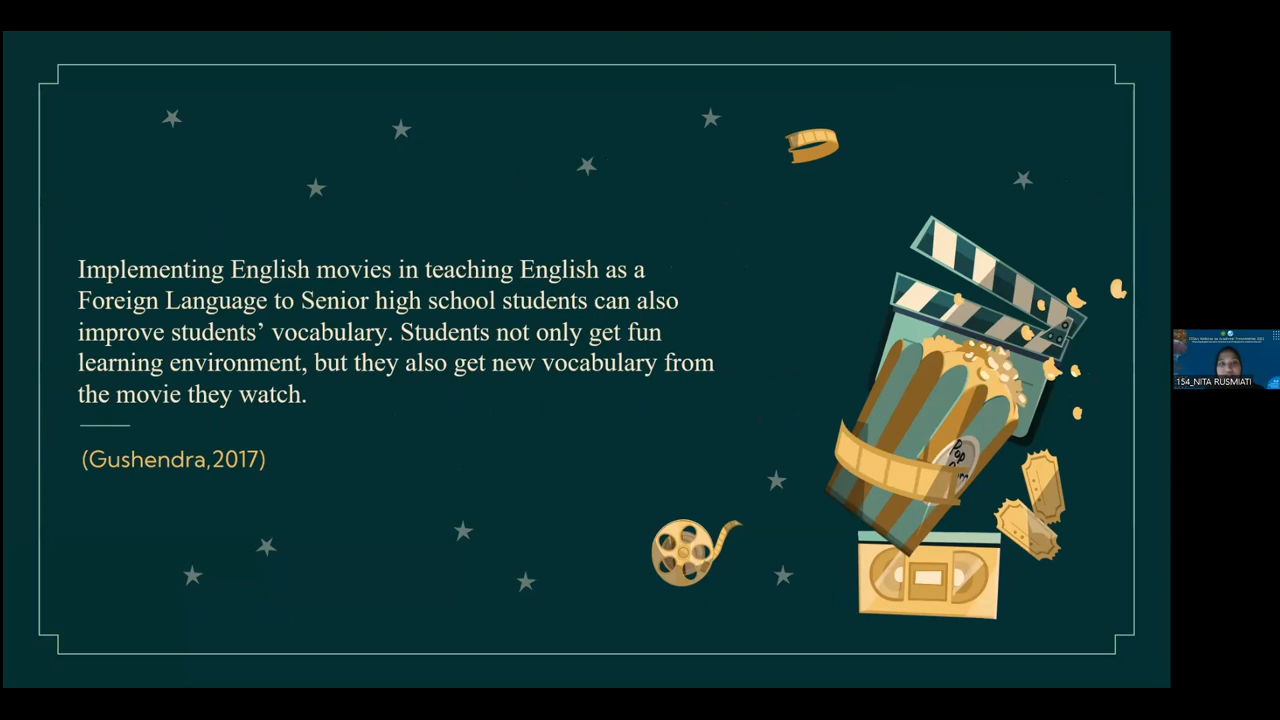 Implementing English movies in teaching English as a
Foreign Language to Senior high school students can also
improve students’ vocabulary. Students not only get fun
learning environment, but they also get new vocabulary from
the movie they watch.
(Gushendra,2017)
Pop
154_NITA RUSMIATI